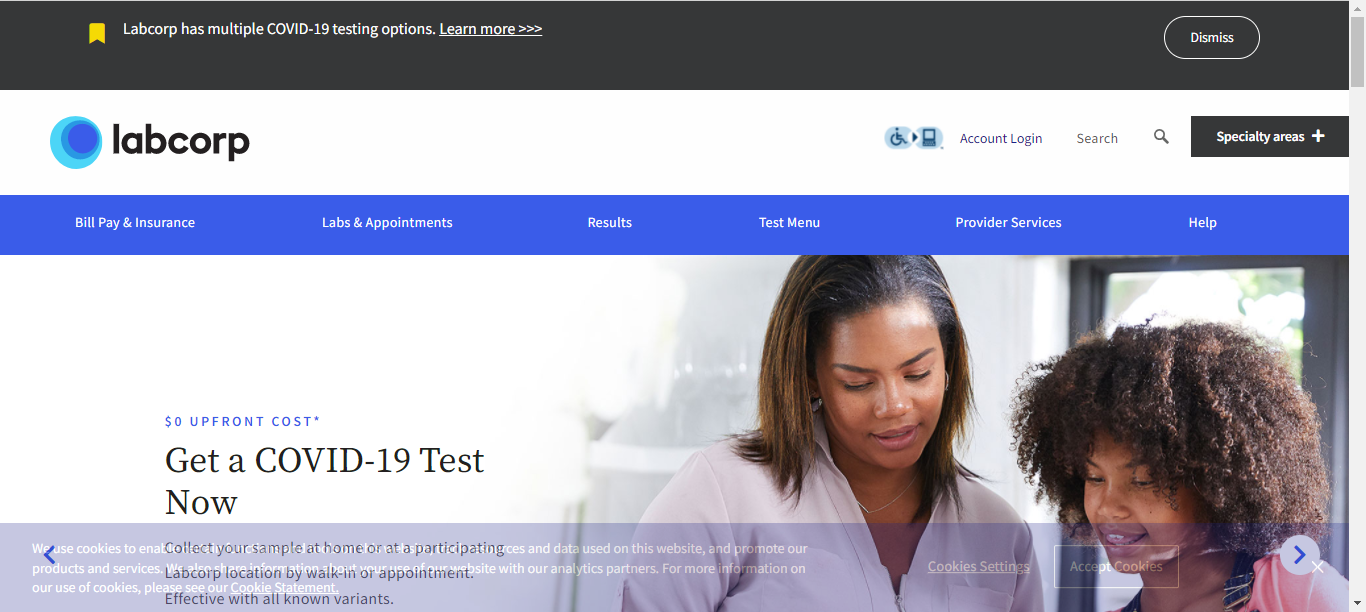 Labcorp has multiple COVID-19 testing options. Learn more >>>
Dismiss
labcorp
Account Login
Search
Specialty areas +
Bill Pay & Insurance
Labs & Appointments
Results
Test Menu
Provider Services
Help
$0 UPFRONT COST*
Get a COVID-19 Test
Now
Collect your sample at home or at a participating
Labcorp location by walk-in or appointment.
Effective with all known variants.
We use cookies to and data used on this website, and promote our
products and services. We also share information about your use of our website with our analytics partners. For more information on
our use of cookies, please see our Cookie Statement.
Cookies Settings
Accept Cookies